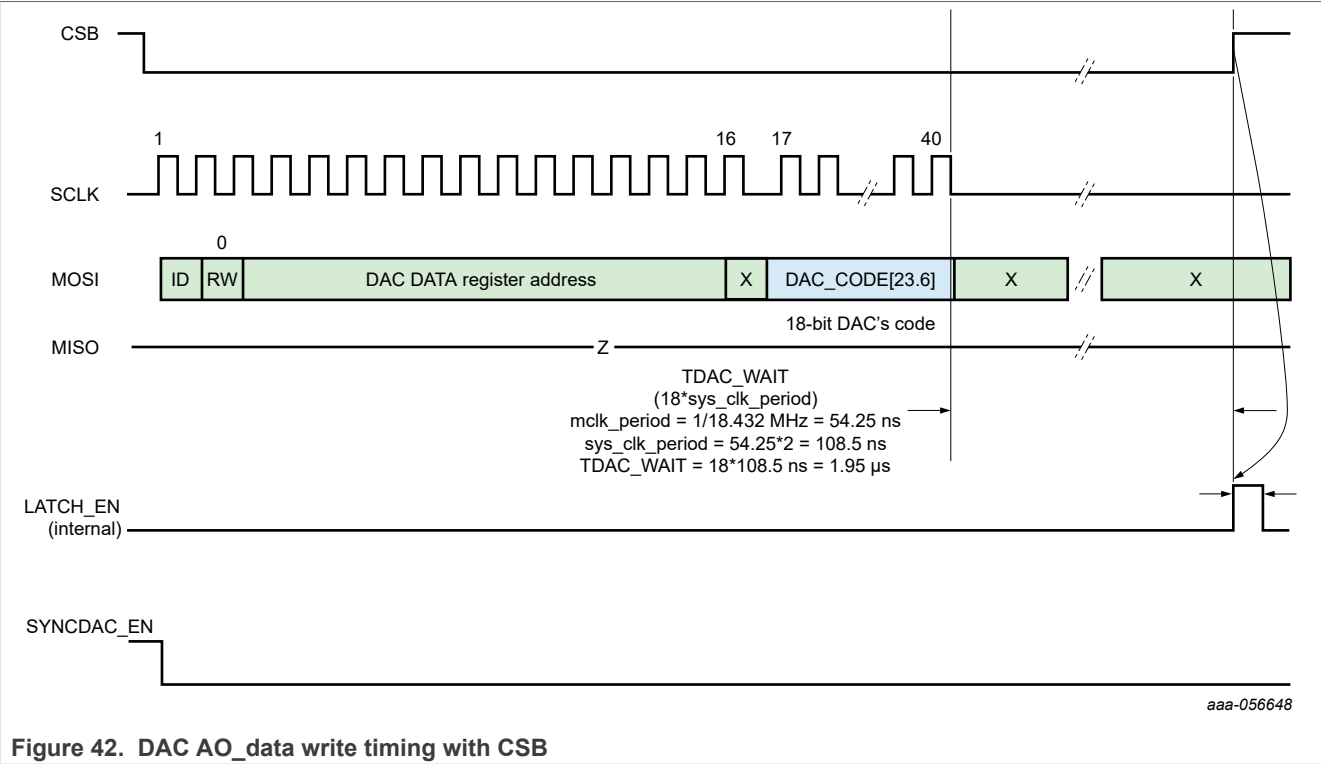 CSB
1
16
17
40
SCLK
0
MOSI
ID
RW
DAC DATA register address
X
DAC_CODE[23.6]
X
X
18-bit DAC's code
MISO
Z
TDAC_WAIT
(18*sys_clk_period)
mclk_period = 1/18.432 MHz = 54.25 ns
sys_clk_period = 54.25*2 = 108.5 ns
TDAC_WAIT = 18*108.5 ns = 1.95 µs
LATCH_EN
(internal)
SYNCDAC_EN
aaa-056648
Figure 42. DAC AO_data write timing with CSB